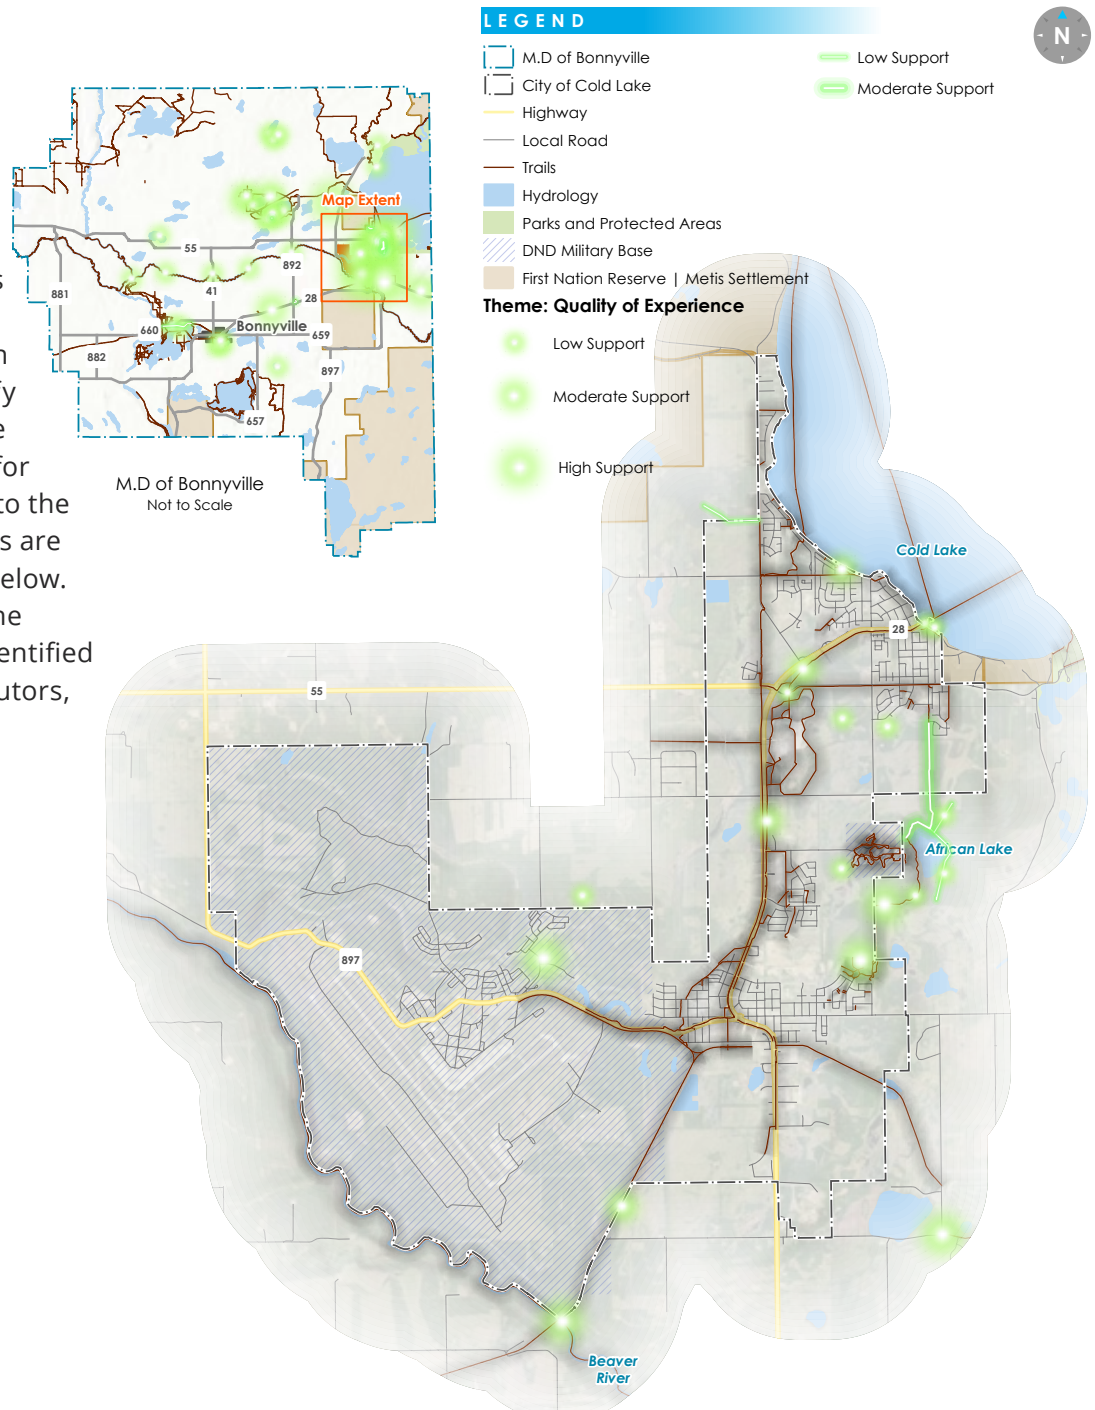 LEGEND
M.D of Bonnyville
City of Cold Lake
Highway
Local Road
Trails
Hydrology
Parks and Protected Areas
DND Military Base
First Nation Reserve | Metis Settlement
Low Support
Moderate Support
N
Theme: Quality of Experience
Low Support
Moderate Support
High Support
Map Extent
55
892
881
41
28
660
Bonnyville
659
882
897
657
M.D of Bonnyville
Not to Scale
s
n
fy
e
for
to the
s are
elow.
ne
entified
utors,
Cold Lake
28
55
African Lake
897
Beaver
River